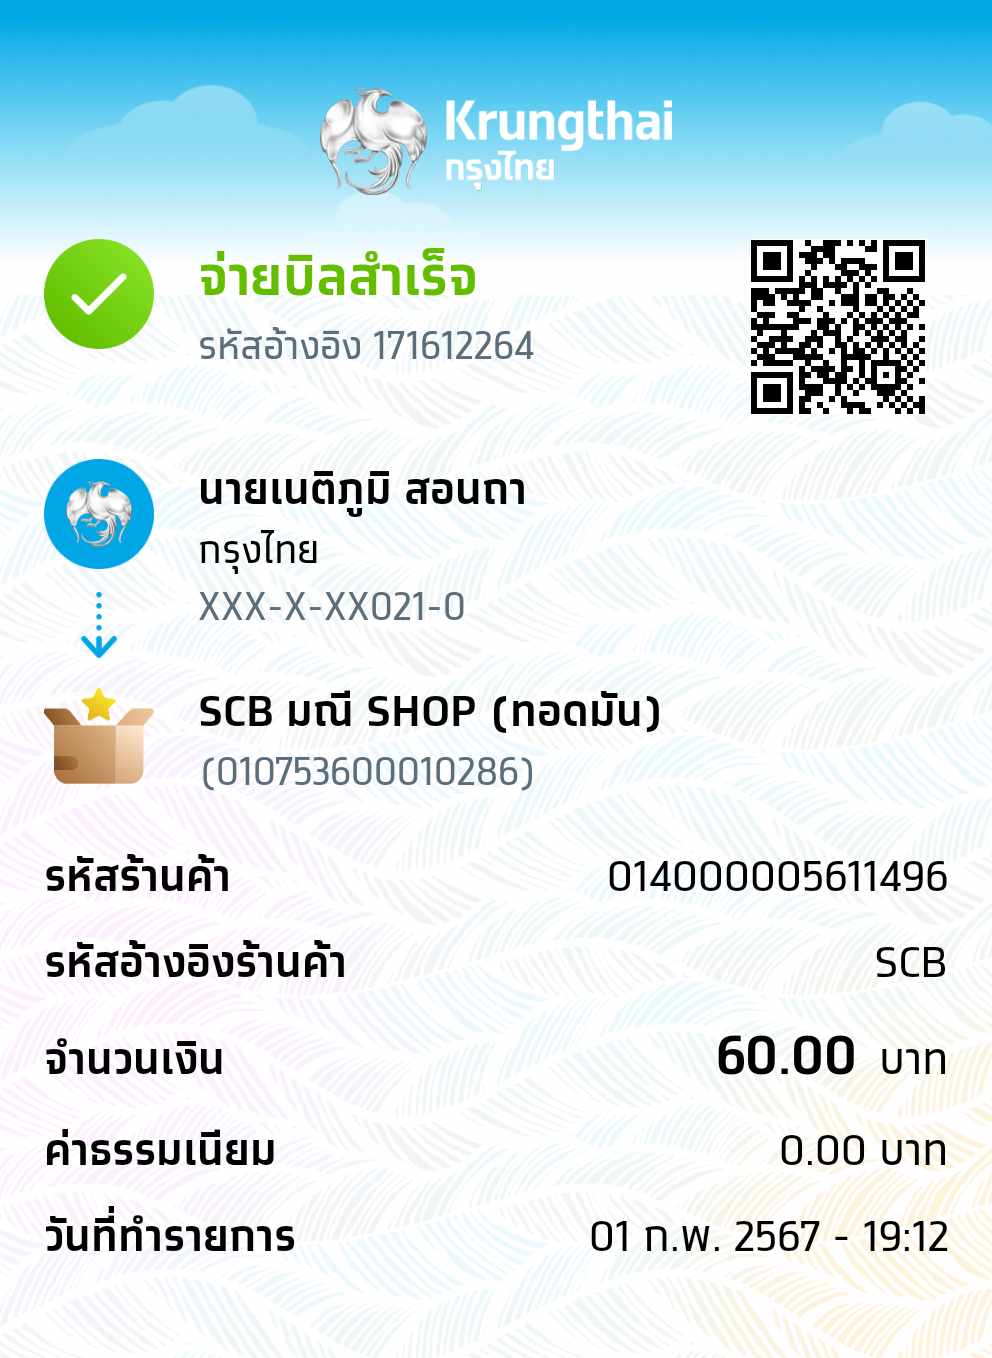 Krungthai
กรุงไทย
จ่ายบิลสำเร็จ
รหัสอ้างอิง 171612264
นายเนติภูมิ สอนถา
กรุงไทย
XXX-X-XX021-0
SCB มณี SHOP (ทอดมัน)
(010753600010286)
รหัสร้านค้า 014000005611496
รหัสอ้างอิงร้านค้า SCB
จำนวนเงิน 60.00 บาท
ค่าธรรมเนียม 0.00 บาท
วันที่ทำรายการ 01 ก.พ. 2567 - 19:12